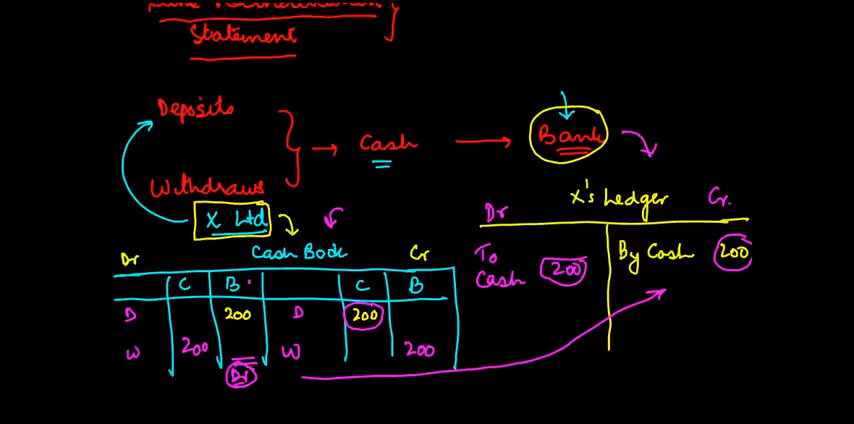 Statement
Deposits
Cash
Bank
Withdraws
X Ltd
Dr X's Ledger Cr.
Dr Cash Book Cr
To Cash 200 By Cash 200
C B C B
D 200 D 200
W 200 W 200
Dr